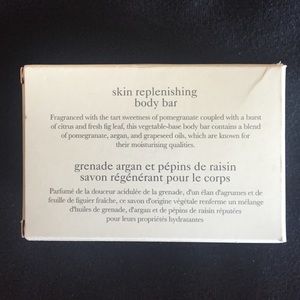 skin replenishing
body bar
Fragranced with the tart sweetness of pomegranate coupled with a burst
of citrus and fresh fig leaf, this vegetable-base body bar contains a blend
of pomegranate, argan, and grapeseed oils, which are known for
their moisturising qualities.
grenade argan et pépins de raisin
savon régénérant pour le corps
Parfumé de la douceur acidulée de la grenade, d'un élan d'agrumes et de
feuille de figuier fraîche, ce savon d'origine végétale renferme un mélange
d'huiles de grenade, d'argan et de pépins de raisin réputées
pour leurs propriétés hydratantes